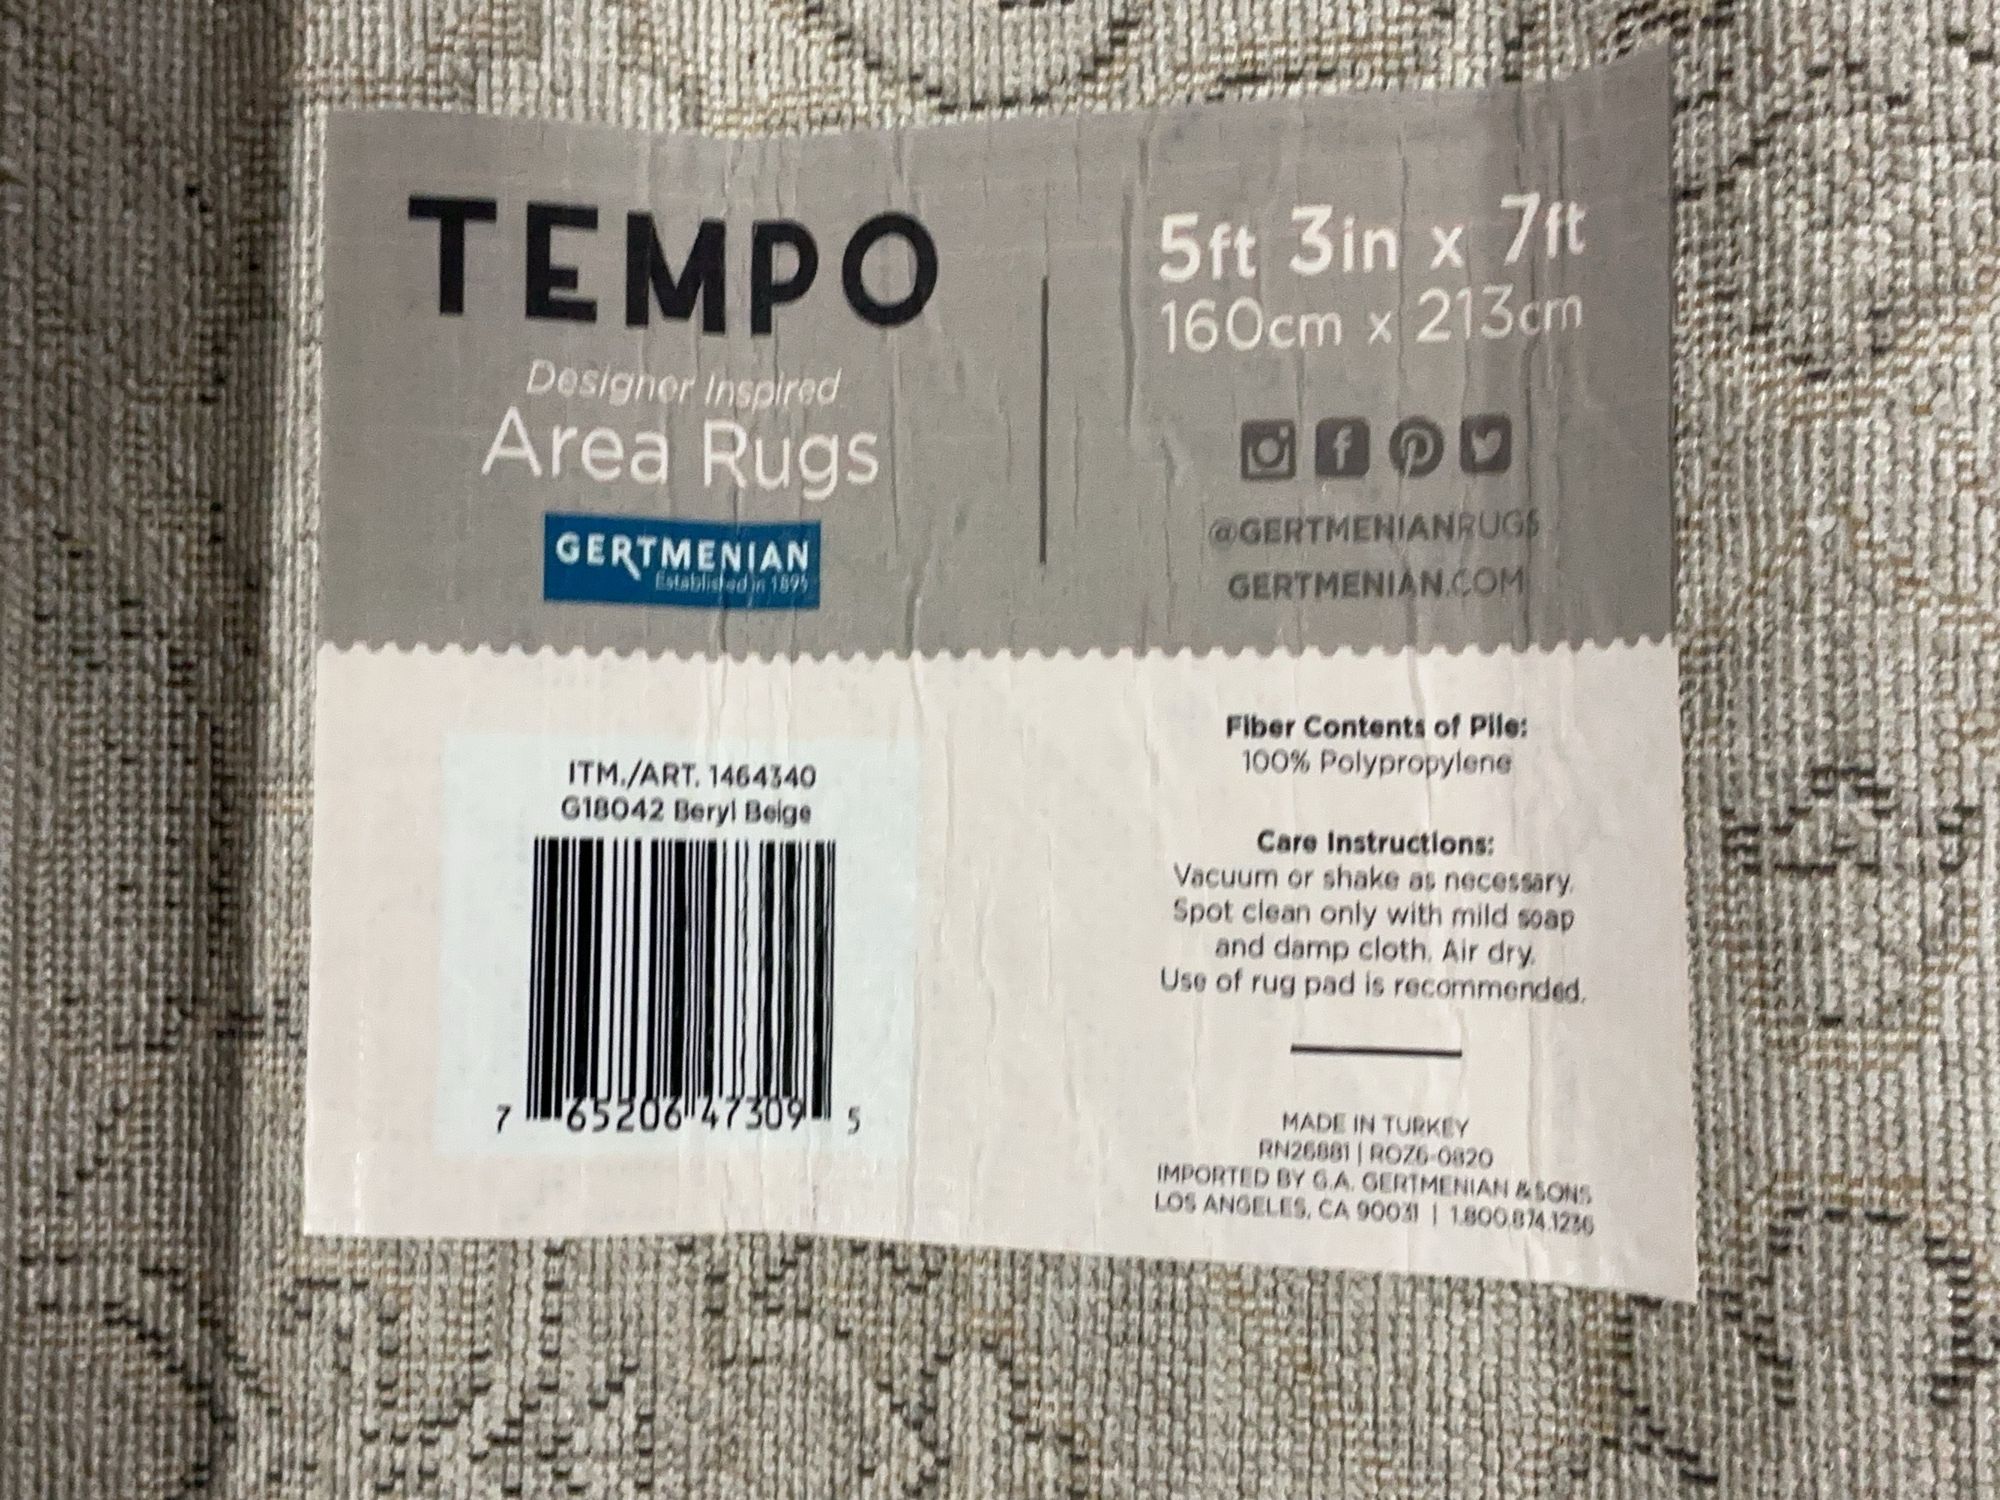 TEMPO
Designer Inspired
Area Rugs
GERTMENIAN
Established in 1895
5ft 3in x 7ft
160cm x 213cm
@GERTMENIANRUGS
GERTMENIAN.COM
ITM./ART. 1464340
G18042 Beryl Beige
7 65206 47309 5
Fiber Contents of Pile:
100% Polypropylene
Care Instructions:
Vacuum or shake as necessary.
Spot clean only with mild soap
and damp cloth. Air dry.
Use of rug pad is recommended.
MADE IN TURKEY
RN26881 | ROZ6-0820
IMPORTED BY G.A. GERTMENIAN & SONS
LOS ANGELES, CA 90031 | 1.800.874.1236